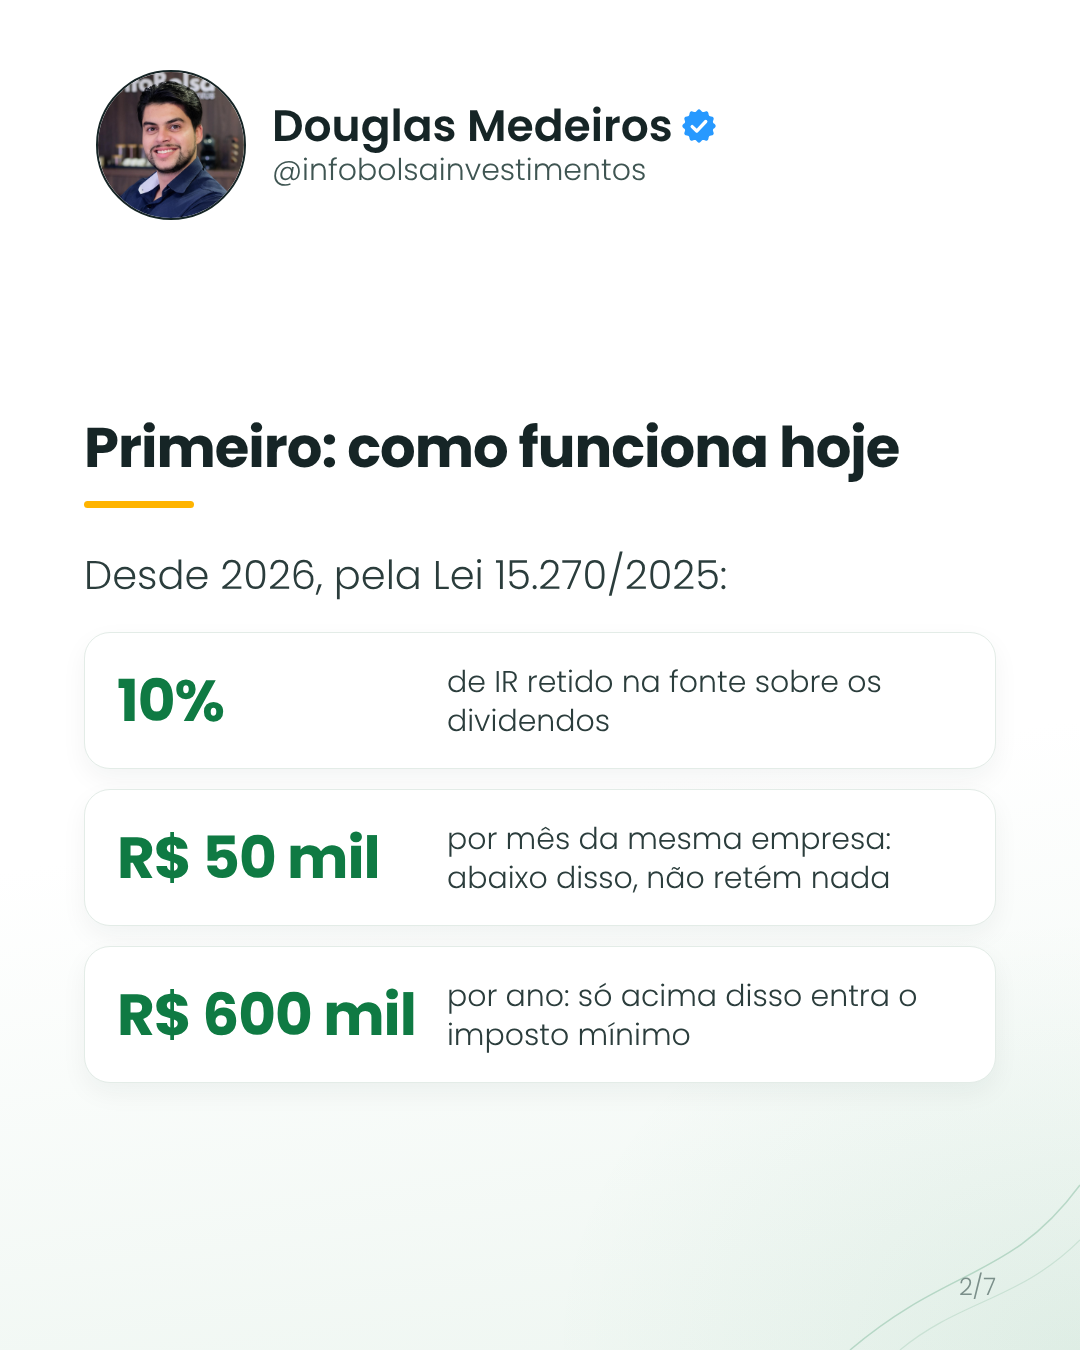 Douglas Medeiros
@infobolsainvestimentos
Primeiro: como funciona hoje
Desde 2026, pela Lei 15.270/2025:
10%
de IR retido na fonte sobre os
dividendos
R$ 50 mil
por mês da mesma empresa:
abaixo disso, não retém nada
R$ 600 mil
por ano: só acima disso entra o
imposto mínimo
2/7